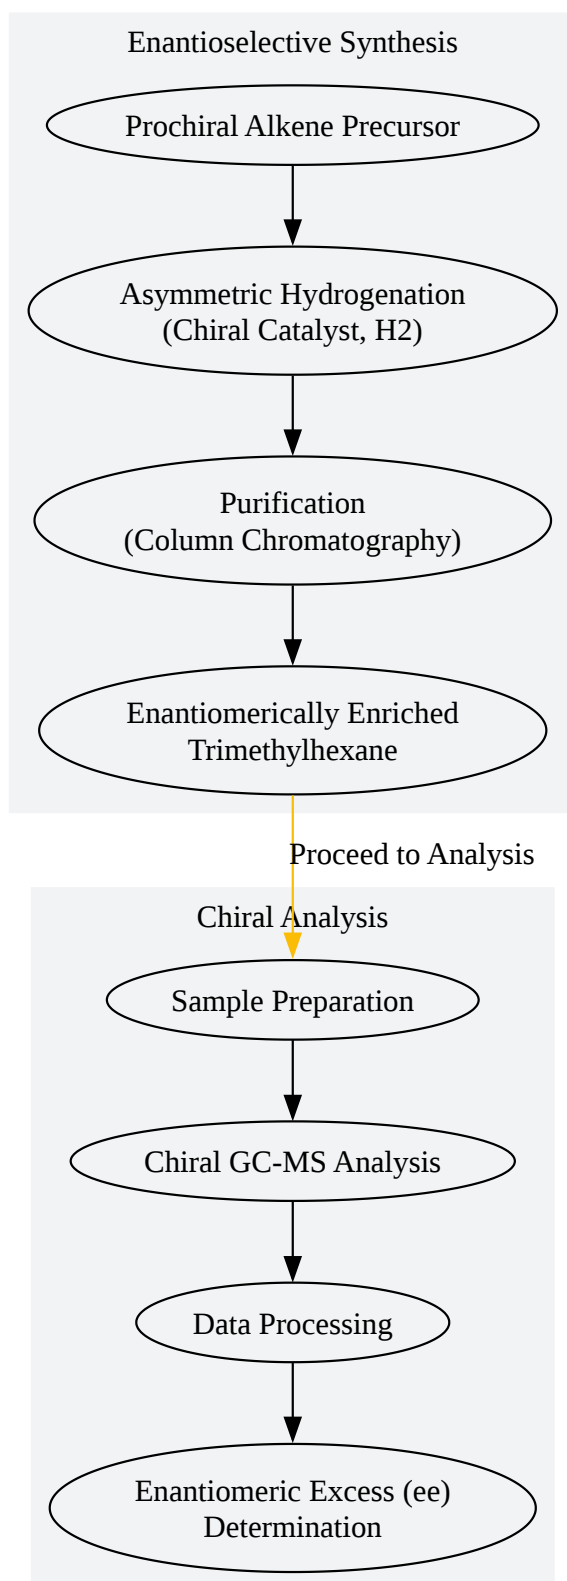 Enantioselective Synthesis
Prochiral Alkene Precursor
Asymmetric Hydrogenation
(Chiral Catalyst, H2)
Purification
(Column Chromatography)
Enantiomerically Enriched
Trimethylhexane
Proceed to Analysis
Chiral Analysis
Sample Preparation
Chiral GC-MS Analysis
Data Processing
Enantiomeric Excess (ee)
Determination